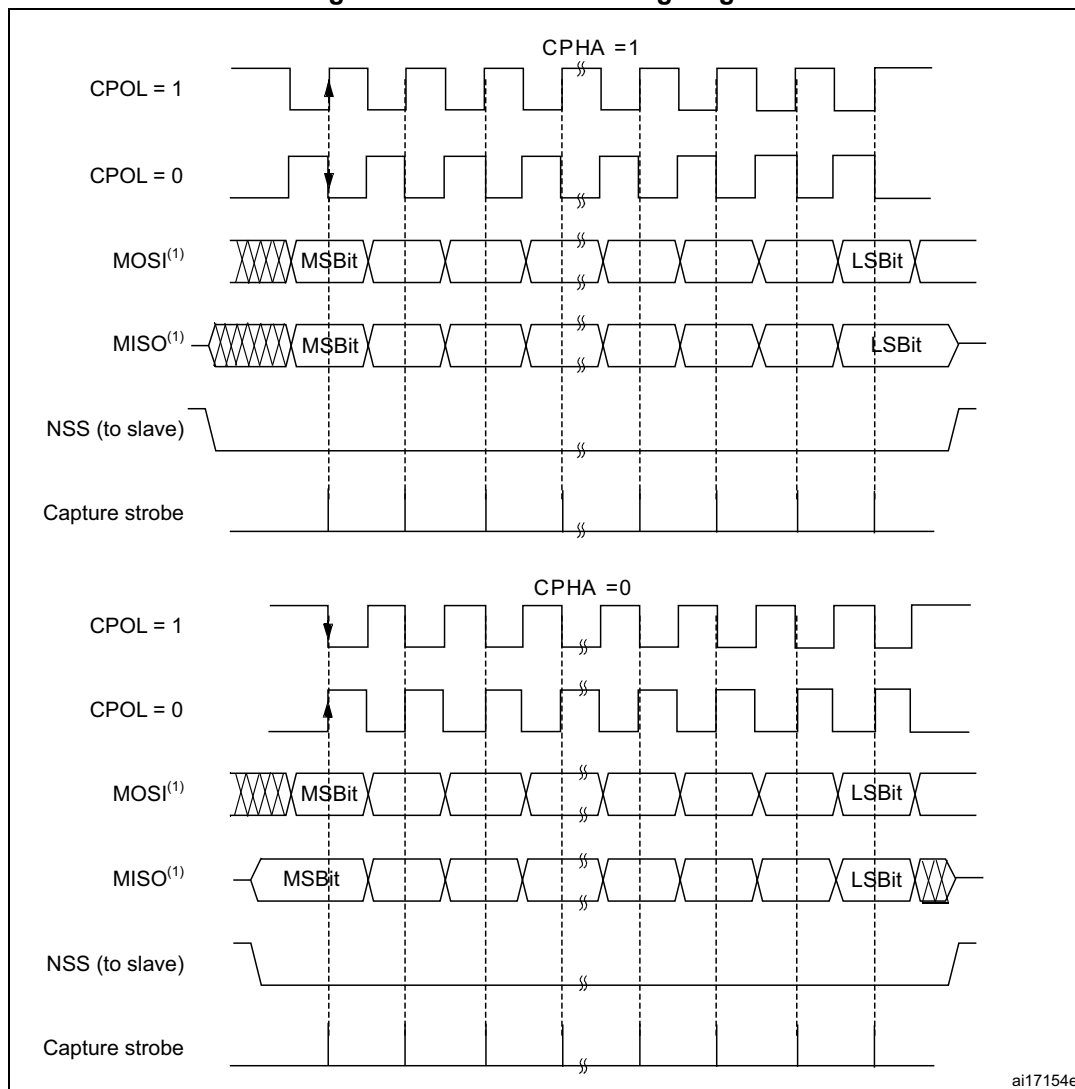 CPHA =1
CPOL = 1
CPOL = 0
MOSI(1) MSBit LSBit
MISO(1) MSBit LSBit
NSS (to slave)
Capture strobe
CPHA =0
CPOL = 1
CPOL = 0
MOSI(1) MSBit LSBit
MISO(1) MSBit LSBit
NSS (to slave)
Capture strobe
ai17154e